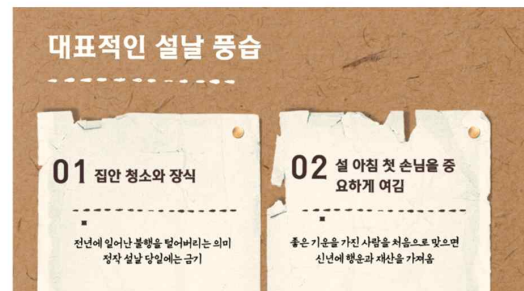 대표적인 설날 풍습
01 집안 청소와 장식
전년에 일어난 불행을 털어버리는 의미
정작 설날 당일에는 금기
02 설 아침 첫 손님을 중
요하게 여김
좋은 기운을 가진 사람을 처음으로 맞으면
신년에 행운과 재산을 가져옴